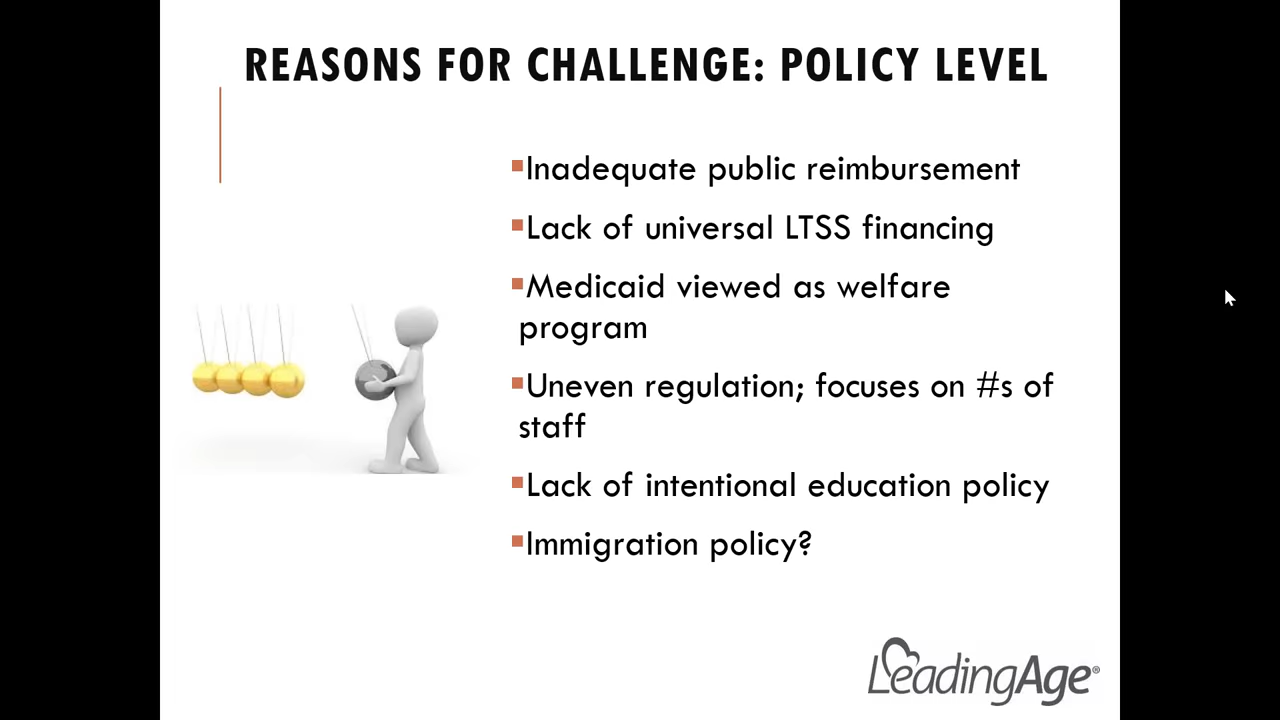 REASONS FOR CHALLENGE: POLICY LEVEL
Inadequate public reimbursement
Lack of universal LTSS financing
Medicaid viewed as welfare
program
Uneven regulation; focuses on #s of
staff
Lack of intentional education policy
Immigration policy?
LeadingAge®